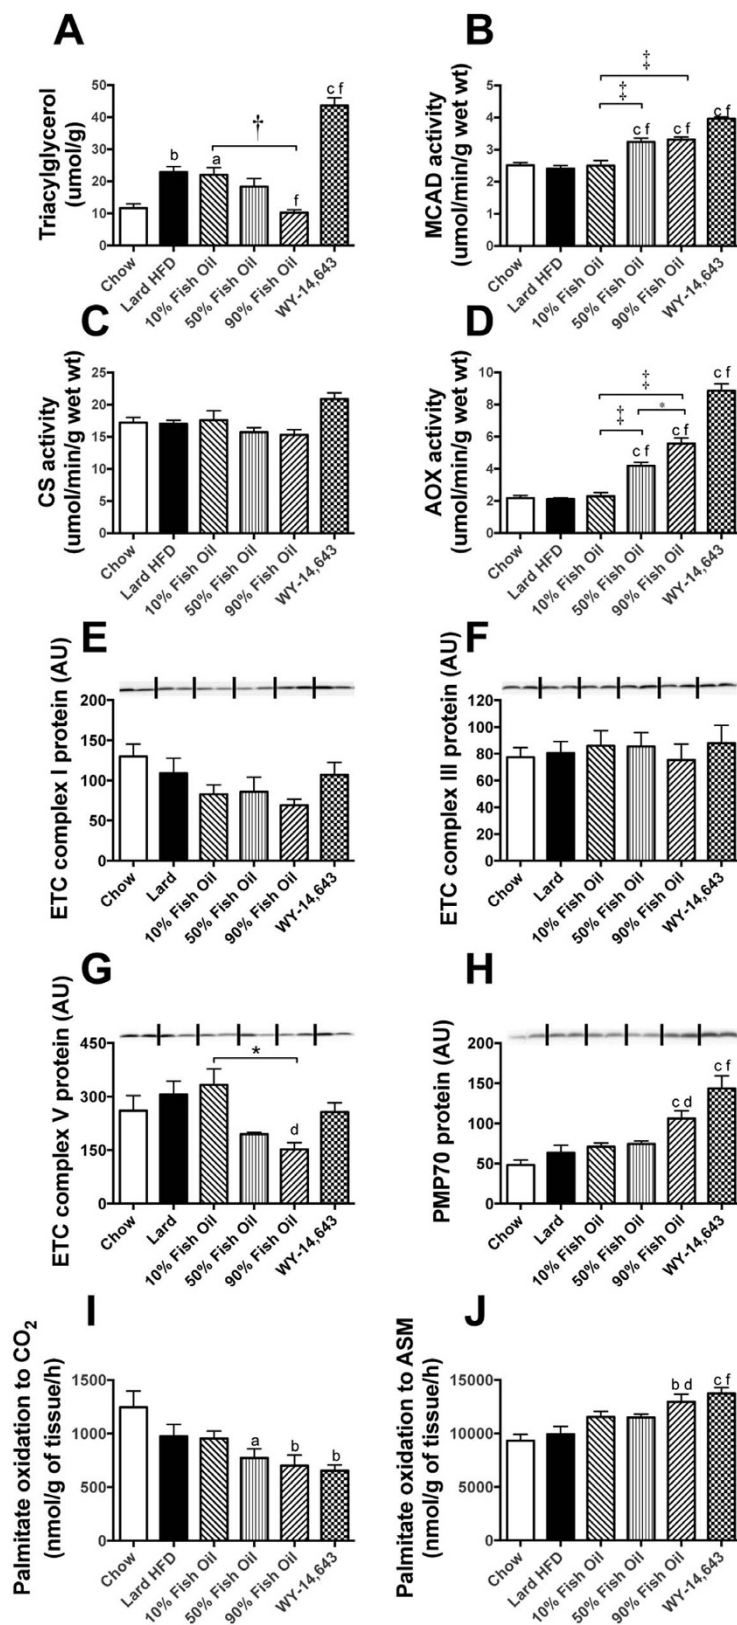 A
Triacylglycerol
(umol/g)
50
40
30
20
10
0
b
a
†
f
c f
Chow
Lard HFD
10% Fish Oil
50% Fish Oil
90% Fish Oil
WY-14,643
B
MCAD activity
(umol/min/g wet wt)
5
4
3
2
1
0
‡
‡
c f
c f
c f
Chow
Lard HFD
10% Fish Oil
50% Fish Oil
90% Fish Oil
WY-14,643
C
CS activity
(umol/min/g wet wt)
25
20
15
10
5
0
Chow
Lard HFD
10% Fish Oil
50% Fish Oil
90% Fish Oil
WY-14,643
D
AOX activity
(umol/min/g wet wt)
10
8
6
4
2
0
‡
‡
*
c f
c f
c f
Chow
Lard HFD
10% Fish Oil
50% Fish Oil
90% Fish Oil
WY-14,643
E
ETC complex I protein (AU)
200
150
100
50
0
Chow
Lard
10% Fish Oil
50% Fish Oil
90% Fish Oil
WY-14,643
F
ETC complex III protein (AU)
120
100
80
60
40
20
0
Chow
Lard
10% Fish Oil
50% Fish Oil
90% Fish Oil
WY-14,643
G
ETC complex V protein (AU)
450
300
150
0
*
d
Chow
Lard
10% Fish Oil
50% Fish Oil
90% Fish Oil
WY-14,643
H
PMP70 protein (AU)
200
150
100
50
0
c d
c f
Chow
Lard
10% Fish Oil
50% Fish Oil
90% Fish Oil
WY-14,643
I
Palmitate oxidation to CO₂
(nmol/g of tissue/h)
1500
1000
500
0
a
b
b
Chow
Lard HFD
10% Fish Oil
50% Fish Oil
90% Fish Oil
WY-14,643
J
Palmitate oxidation to ASM
(nmol/g of tissue/h)
15000
10000
5000
0
b d
c f
Chow
Lard HFD
10% Fish Oil
50% Fish Oil
90% Fish Oil
WY-14,643